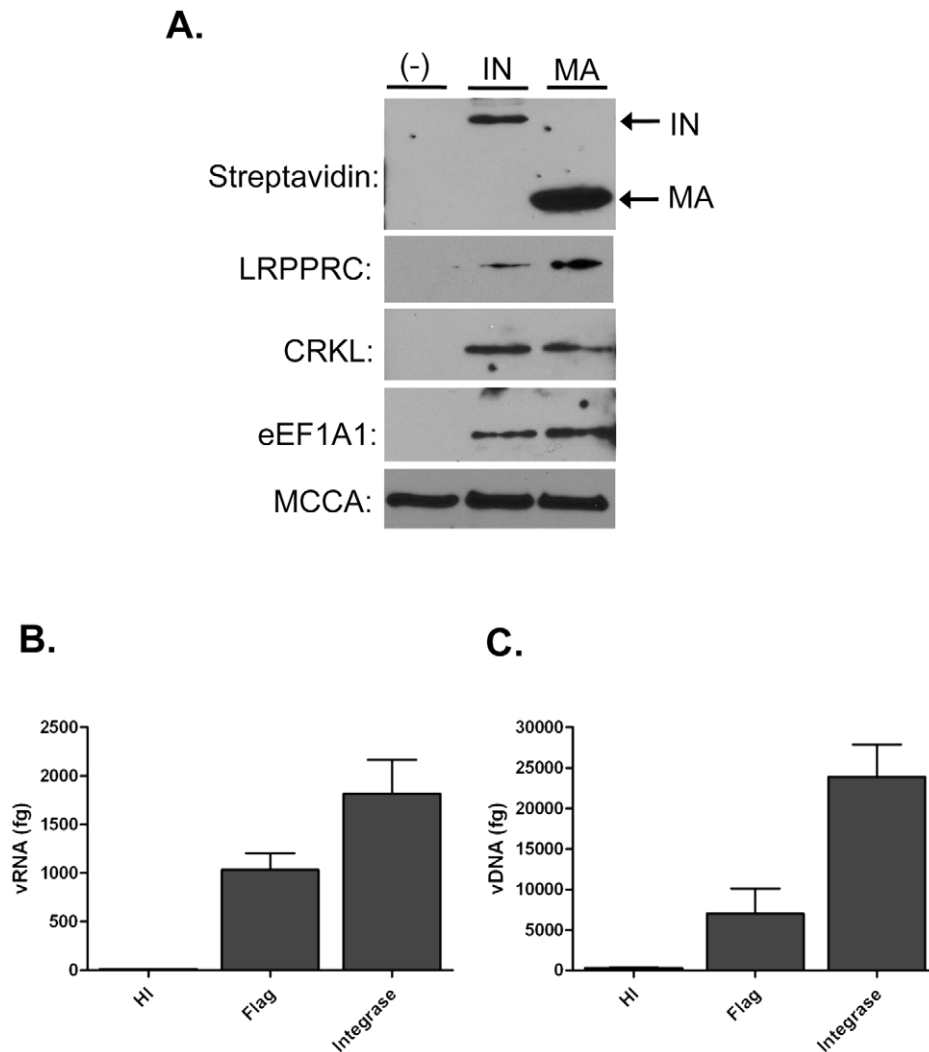 A.
(-) IN MA
Streptavidin:
IN
MA
LRPPRC:
CRKL:
eEF1A1:
MCCA:
B.
vRNA (fg)
2500
2000
1500
1000
500
0
HI
Flag
Integrase
C.
vDNA (fg)
30000
25000
20000
15000
10000
5000
0
HI
Flag
Integrase